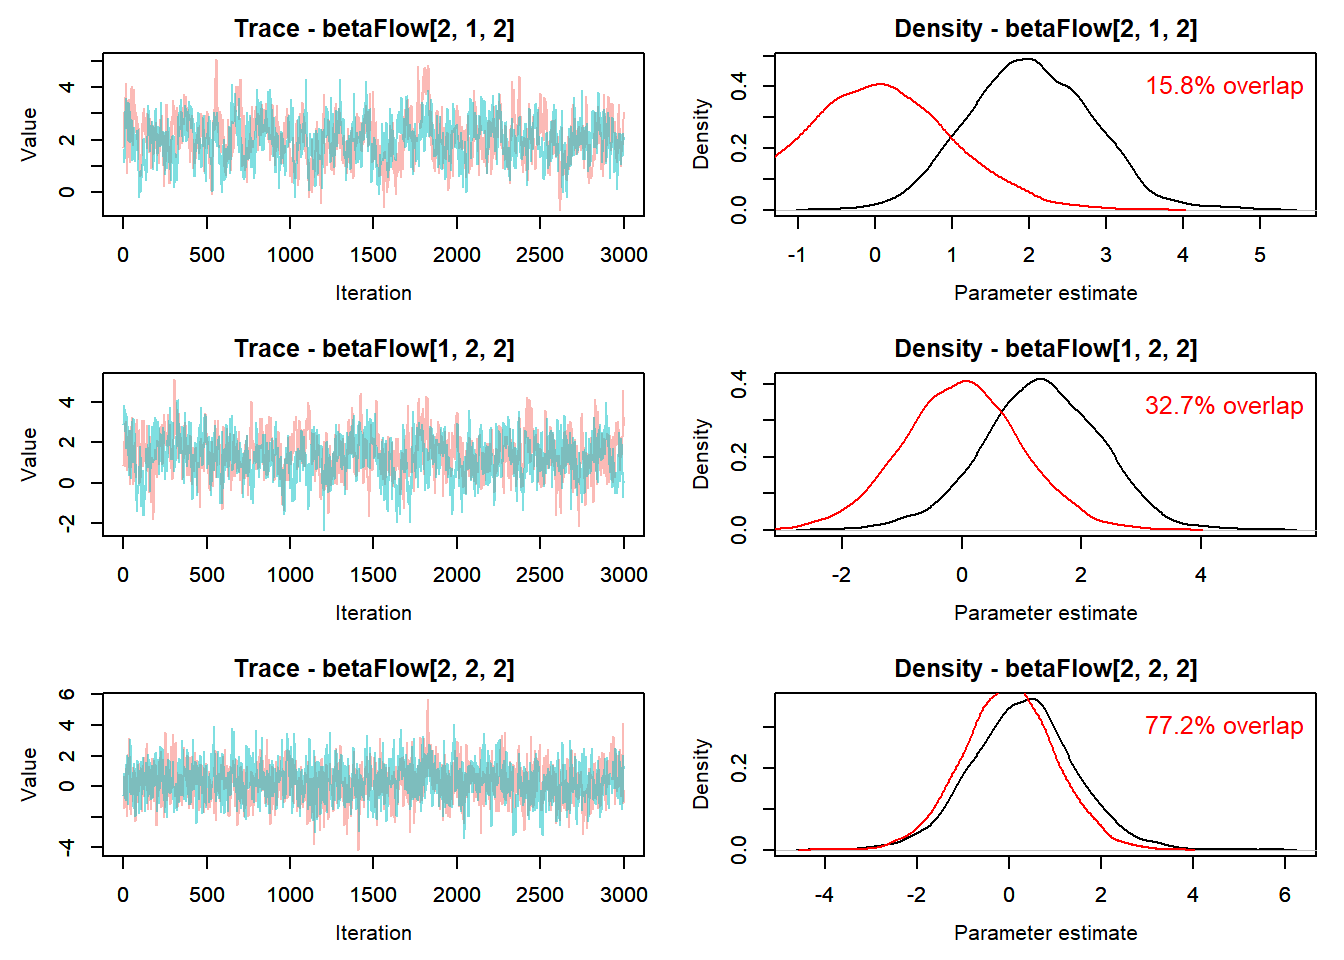 Trace - betaFlow[2, 1, 2]
Value
0 2 4
0 500 1000 1500 2000 2500 3000
Iteration
Density - betaFlow[2, 1, 2]
15.8% overlap
Density
0.0 0.2 0.4
-1 0 1 2 3 4 5
Parameter estimate
Trace - betaFlow[1, 2, 2]
Value
-2 0 2 4
0 500 1000 1500 2000 2500 3000
Iteration
Density - betaFlow[1, 2, 2]
32.7% overlap
Density
0.0 0.2 0.4
-2 0 2 4
Parameter estimate
Trace - betaFlow[2, 2, 2]
Value
-4 0 2 4 6
0 500 1000 1500 2000 2500 3000
Iteration
Density - betaFlow[2, 2, 2]
77.2% overlap
Density
0.0 0.2
-4 -2 0 2 4 6
Parameter estimate